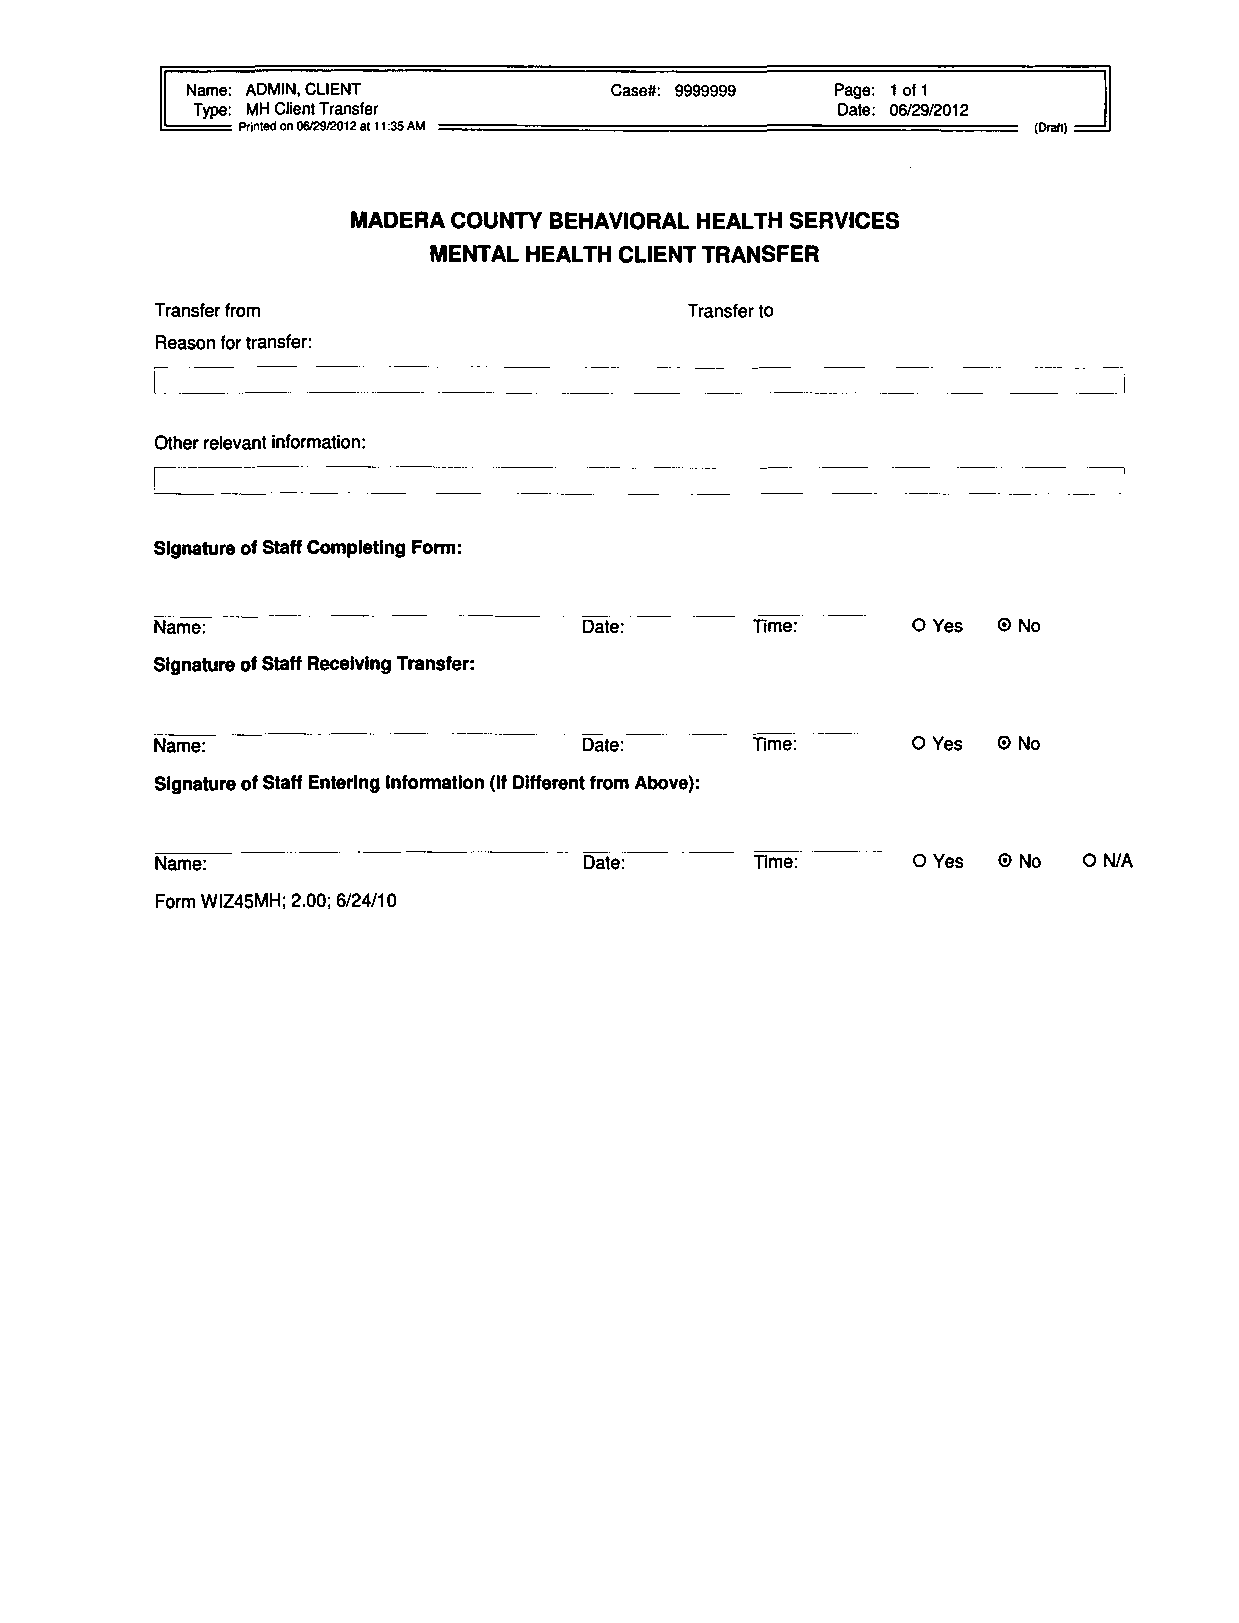 Name: ADMIN, CLIENT Case#: 9999999 Page: 1 of 1
Type: MH Client Transfer Date: 06/29/2012
Printed on 06/29/2012 at 11:35 AM (Draft)
MADERA COUNTY BEHAVIORAL HEALTH SERVICES
MENTAL HEALTH CLIENT TRANSFER
Transfer from Transfer to
Reason for transfer:
Other relevant information:
Signature of Staff Completing Form:
Name: Date: Time: Yes No
Signature of Staff Receiving Transfer:
Name: Date: Time: Yes No
Signature of Staff Entering Information (If Different from Above):
Name: Date: Time: Yes No N/A
Form WIZ45MH; 2.00; 6/24/10